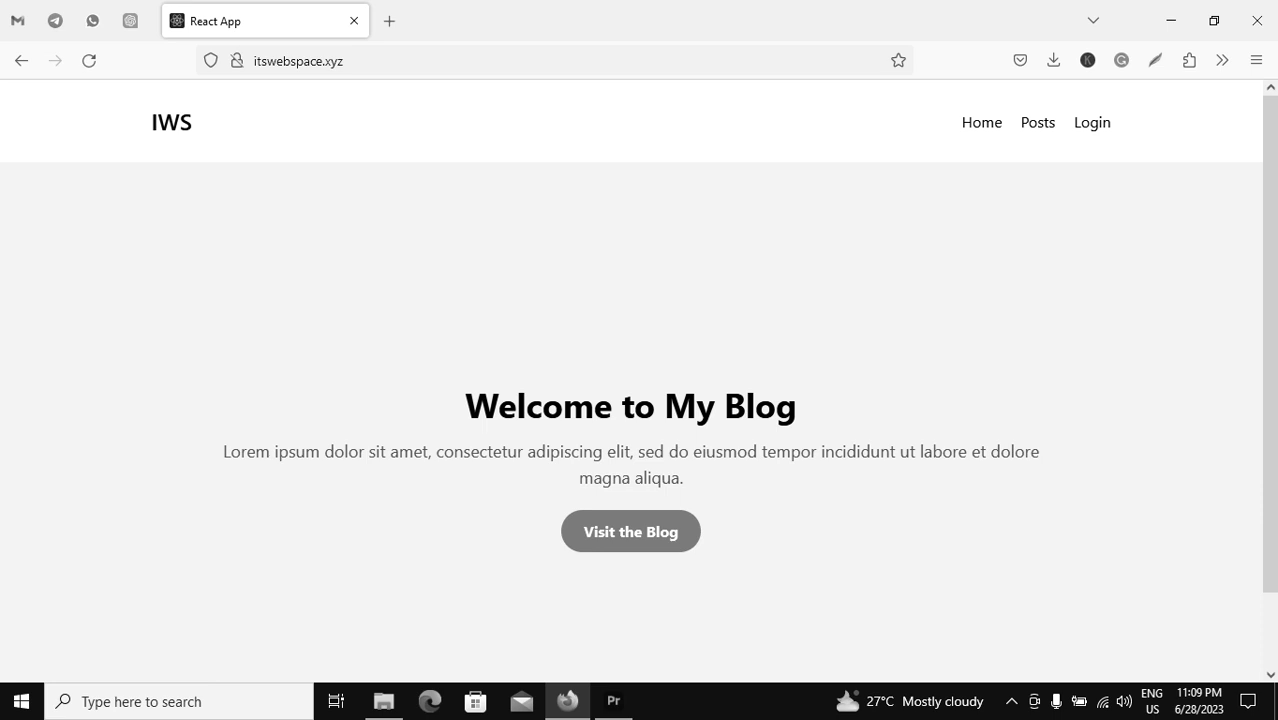 React App
itswebspace.xyz
IWS
Home Posts Login
Welcome to My Blog
Lorem ipsum dolor sit amet, consectetur adipiscing elit, sed do eiusmod tempor incididunt ut labore et dolore
magna aliqua.
Visit the Blog
Type here to search
Pr
27°C Mostly cloudy
ENG
US
11:09 PM
6/28/2023